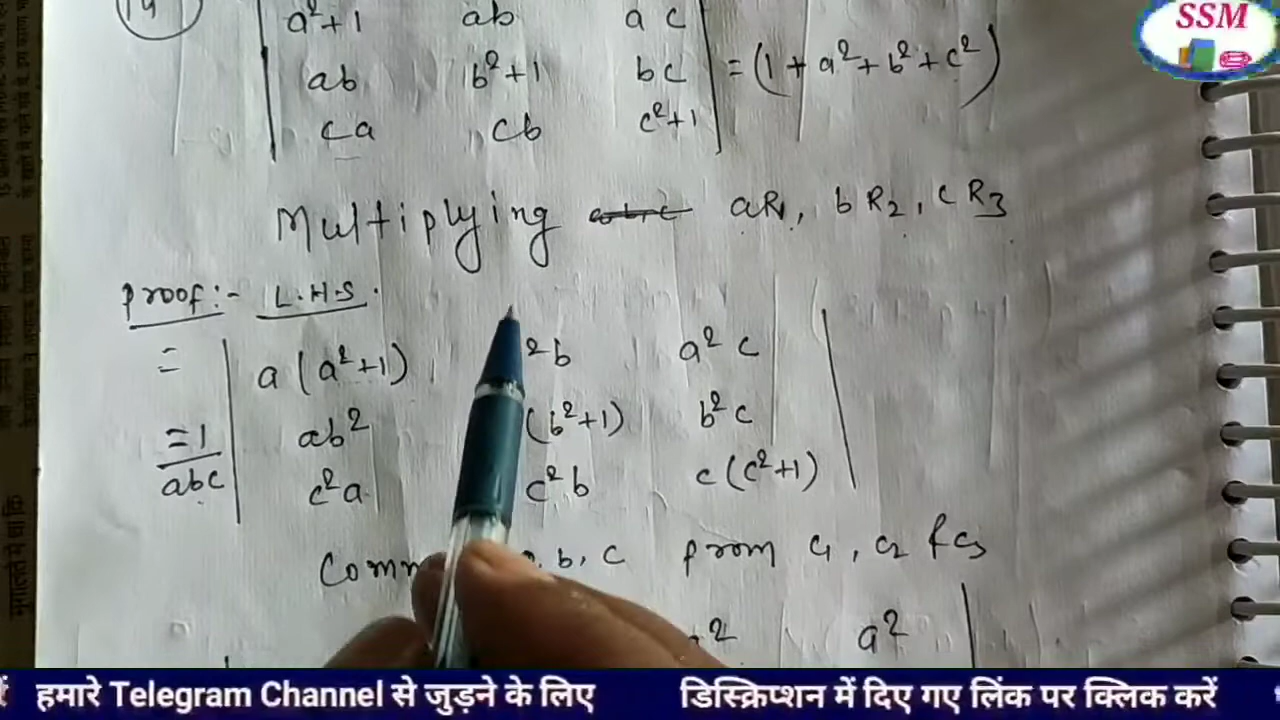 14
a²+1 ab a c
ab b²+1 bc = (1 + a² + b² + c²)
ca cb c²+1
Multiplying aR1, bR2, cR3
Proof:- L.H.S.
= a(a²+1) ²b a²c
=1/abc ab² (b²+1) b²c
c²a c²b c(c²+1)
b, c from C1, C2 & C3
a²
SSM
हमारे Telegram Channel से जुड़ने के लिए डिस्क्रिप्शन में दिए गए लिंक पर क्लिक करें